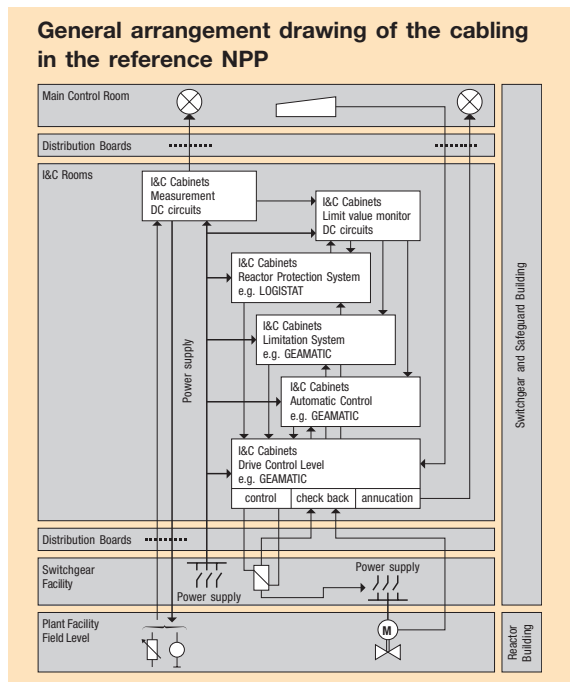 General arrangement drawing of the cabling
in the reference NPP
Main Control Room
Distribution Boards
I&C Rooms
I&C Cabinets
Measurement
DC circuits
I&C Cabinets
Limit value monitor
DC circuits
I&C Cabinets
Reactor Protection System
e.g. LOGISTAT
I&C Cabinets
Limitation System
e.g. GEAMATIC
Power supply
I&C Cabinets
Automatic Control
e.g. GEAMATIC
I&C Cabinets
Drive Control Level
e.g. GEAMATIC
control
check back
annucation
Switchgear and Safeguard Building
Distribution Boards
Switchgear
Facility
Power supply
Power supply
Plant Facility
Field Level
M
Reactor
Building